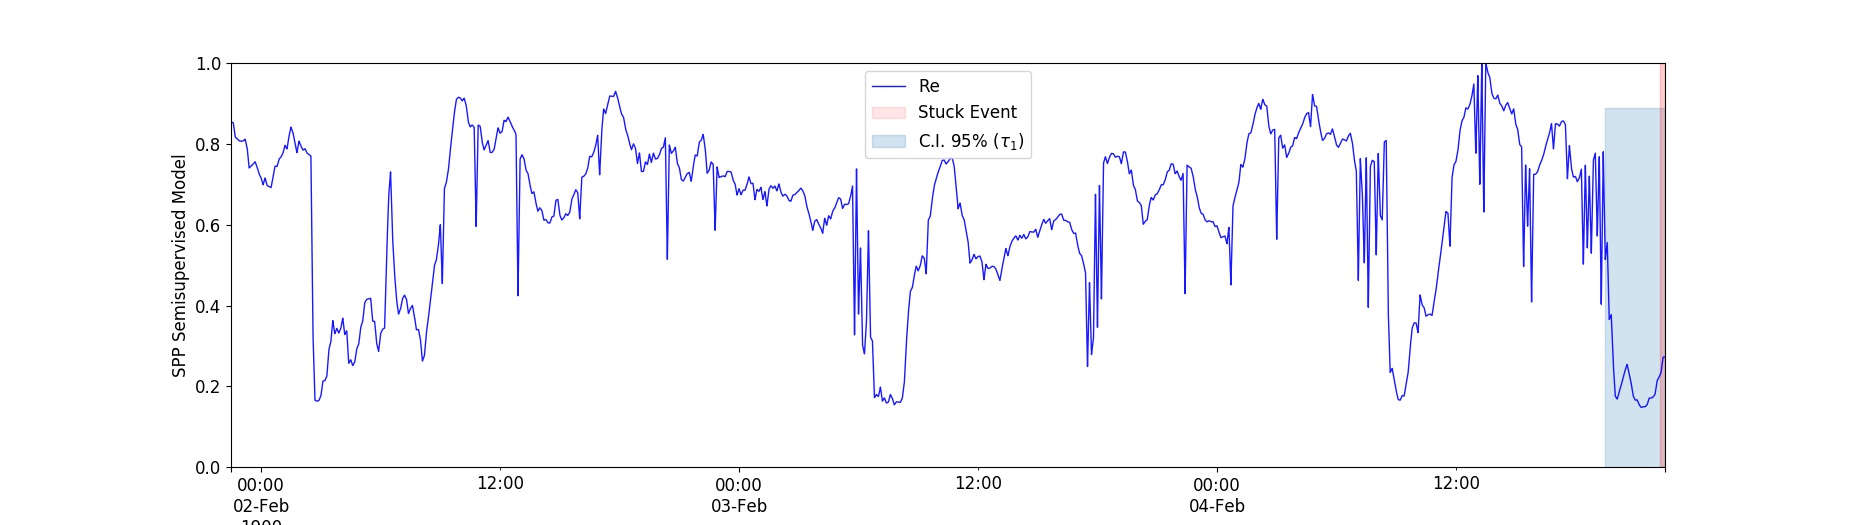 SPP Semisupervised Model
1.0
0.8
0.6
0.4
0.2
0.0
Re
Stuck Event
C.I. 95% (τ₁)
00:00 12:00 00:00 12:00 00:00 12:00
02-Feb 03-Feb 04-Feb
1900